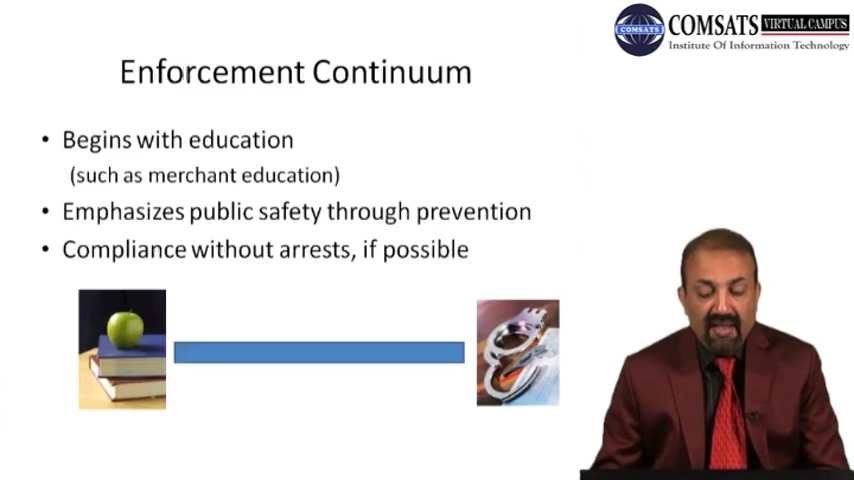 COMSATS VIRTUAL CAMPUS
COMSATS
Institute Of Information Technology
Enforcement Continuum
• Begins with education
(such as merchant education)
• Emphasizes public safety through prevention
• Compliance without arrests, if possible